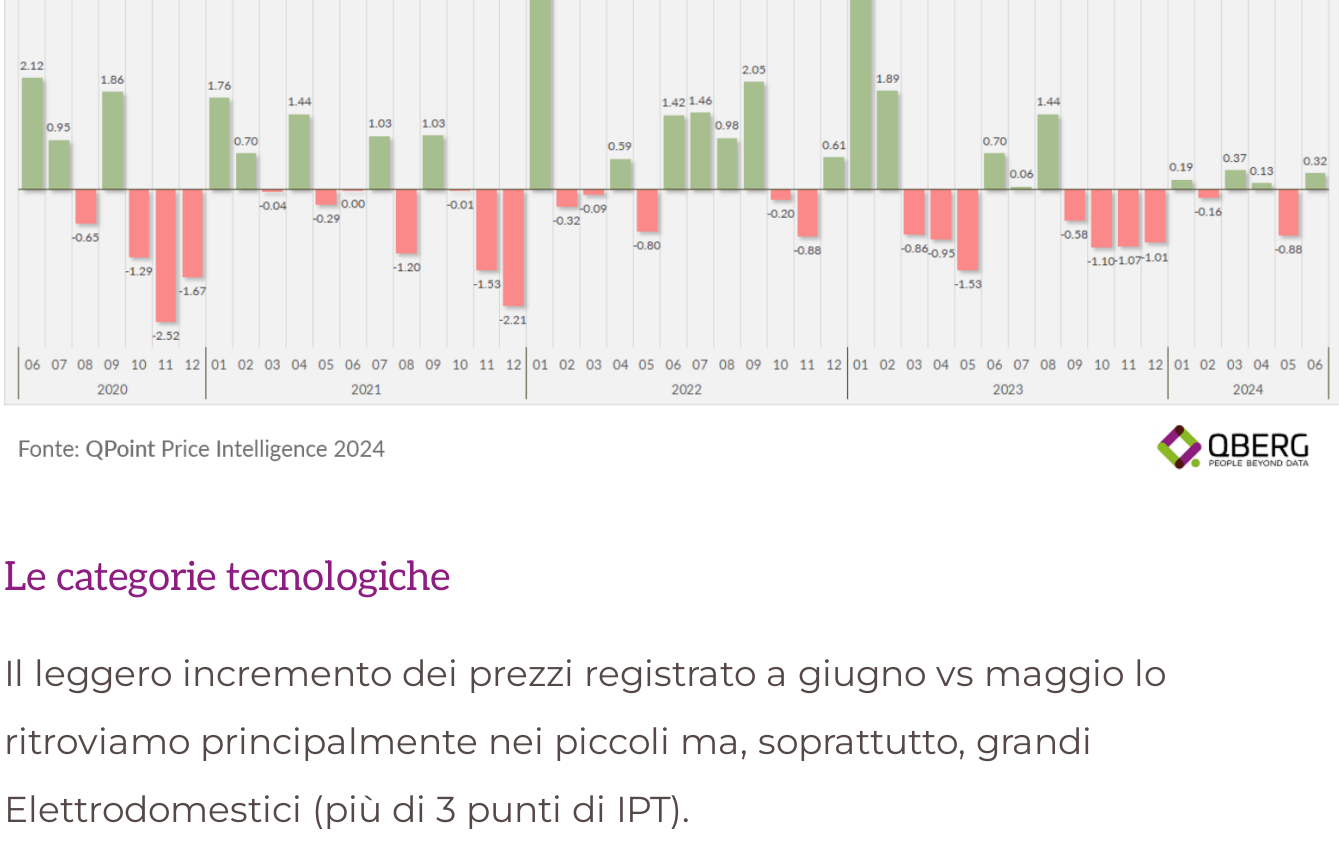 2.05
2.12
1.86 1.89
1.76
1.44 1.42 1.46 1.44
0.95 1.03 1.03 0.98
0.70 0.59 0.61 0.70 0.37 0.32
0.06 0.19 0.13
-0.04 -0.29 0.00 -0.01 -0.32 -0.09 -0.20 -0.16
-0.65 -0.80 -0.88 -0.86 -0.95 -0.58 -0.88
-1.29 -1.20 -1.10 -1.07 -1.01
-1.67 -1.53 -1.53
-2.52 -2.21
06 07 08 09 10 11 12 01 02 03 04 05 06 07 08 09 10 11 12 01 02 03 04 05 06 07 08 09 10 11 12 01 02 03 04 05 06 07 08 09 10 11 12 01 02 03 04 05 06
2020 2021 2022 2023 2024
Fonte: QPoint Price Intelligence 2024
QBERG
PEOPLE BEYOND DATA
Le categorie tecnologiche
Il leggero incremento dei prezzi registrato a giugno vs maggio lo
ritroviamo principalmente nei piccoli ma, soprattutto, grandi
Elettrodomestici (più di 3 punti di IPT).